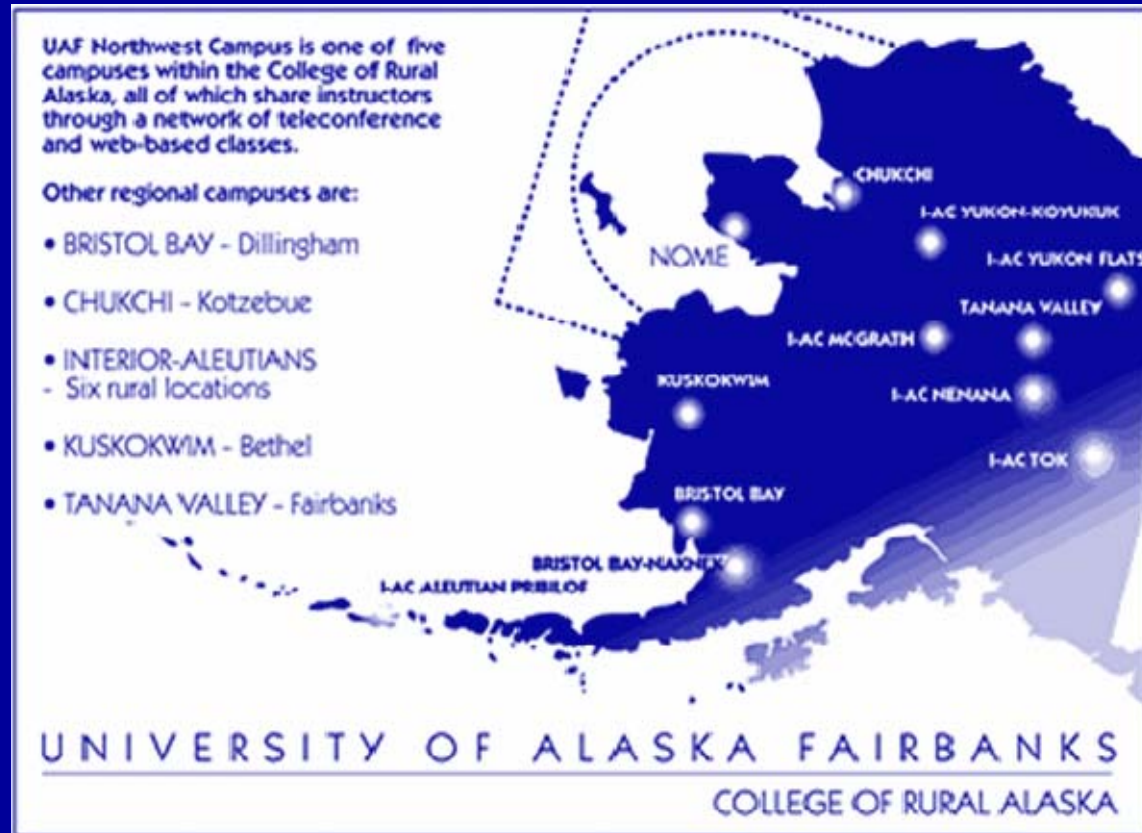 UAF Northwest Campus is one of five
campuses within the College of Rural
Alaska, all of which share instructors
through a network of teleconference
and web-based classes.
Other regional campuses are:
• BRISTOL BAY - Dillingham
• CHUKCHI - Kotzebue
• INTERIOR-ALEUTIANS
- Six rural locations
• KUSKOKWIM - Bethel
• TANANA VALLEY - Fairbanks
CHUKCHI
I-AC YUKON-KOYUKUK
NOME
I-AC YUKON FLATS
TANANA VALLEY
I-AC MCGRATH
KUSKOKWIM
I-AC NENANA
I-AC TOK
BRISTOL BAY
BRISTOL BAY-NAKNEK
I-AC ALEUTIAN PRIBILOF
UNIVERSITY OF ALASKA FAIRBANKS
COLLEGE OF RURAL ALASKA